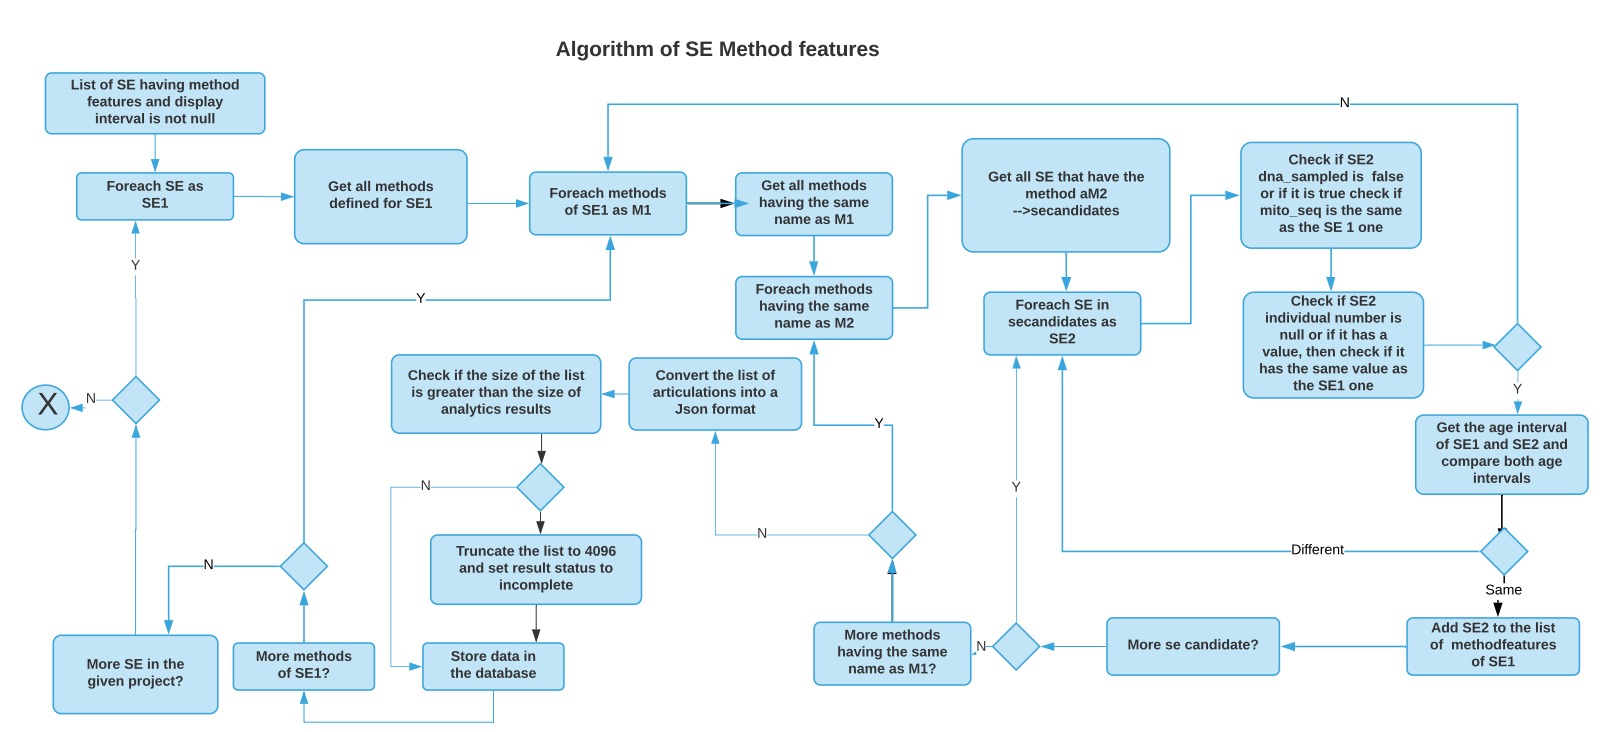 Algorithm of SE Method features
List of SE having method
features and display
interval is not null
N
Foreach SE as
SE1
Get all methods
defined for SE1
Foreach methods
of SE1 as M1
Get all methods
having the same
name as M1
Get all SE that have the
method aM2
-->secandidates
Check if SE2
dna_sampled is false
or if it is true check if
mito_seq is the same
as the SE 1 one
Y
Y
Foreach methods
having the same
name as M2
Foreach SE in
secandidates as
SE2
Check if SE2
individual number is
null or if it has a
value, then check if it
has the same value as
the SE1 one
X
N
Check if the size of the list
is greater than the size of
analytics results
Convert the list of
articulations into a
Json format
Y
Y
Get the age interval
of SE1 and SE2 and
compare both age
intervals
N
Y
N
Different
N
Truncate the list to 4096
and set result status to
incomplete
Same
More SE in the
given project?
More methods
of SE1?
Store data in
the database
More methods
having the same
name as M1?
N
More se candidate?
Add SE2 to the list
of methodfeatures
of SE1